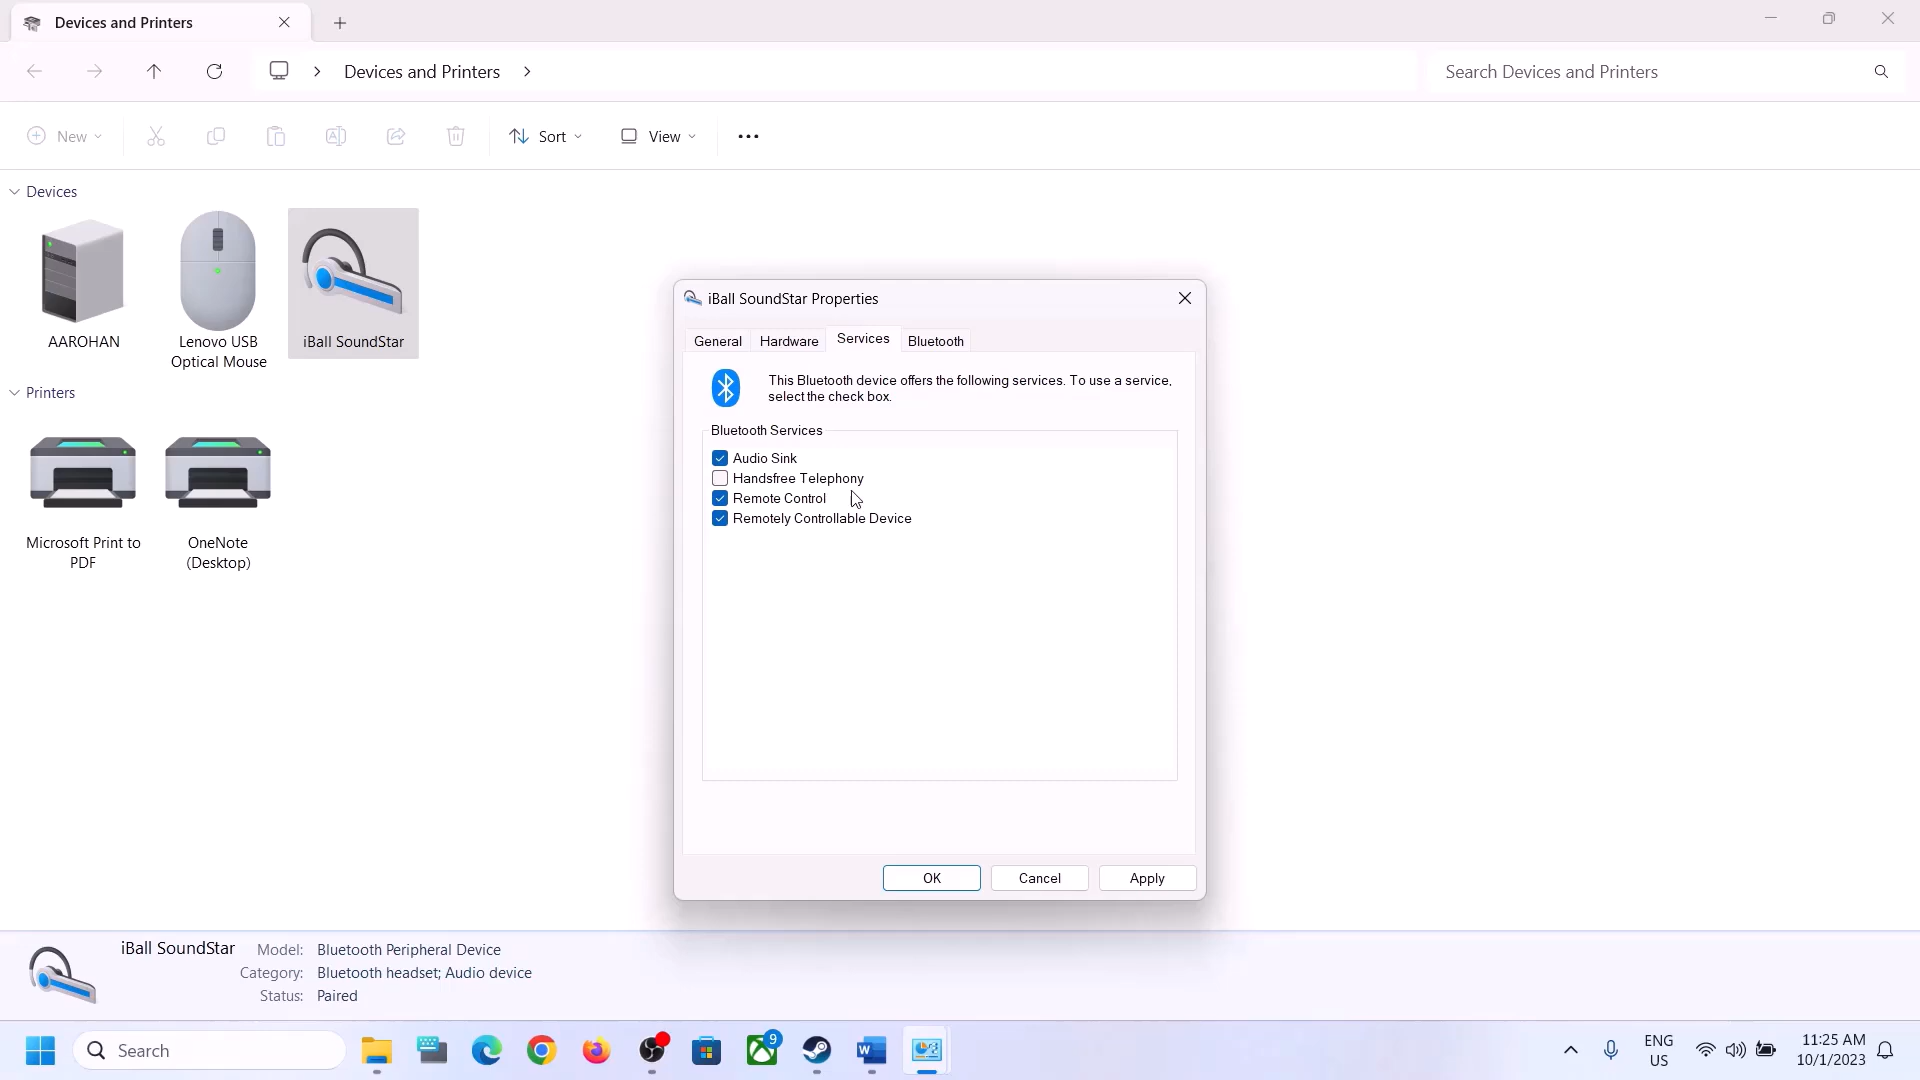 Devices and Printers
Devices and Printers
Search Devices and Printers
New
Sort
View
Devices
AAROHAN
Lenovo USB
Optical Mouse
iBall SoundStar
Printers
Microsoft Print to
PDF
OneNote
(Desktop)
iBall SoundStar Properties
General
Hardware
Services
Bluetooth
This Bluetooth device offers the following services. To use a service,
select the check box.
Bluetooth Services
Audio Sink
Handsfree Telephony
Remote Control
Remotely Controllable Device
OK
Cancel
Apply
iBall SoundStar
Model: Bluetooth Peripheral Device
Category: Bluetooth headset; Audio device
Status: Paired
Search
9
ENG
US
11:25 AM
10/1/2023